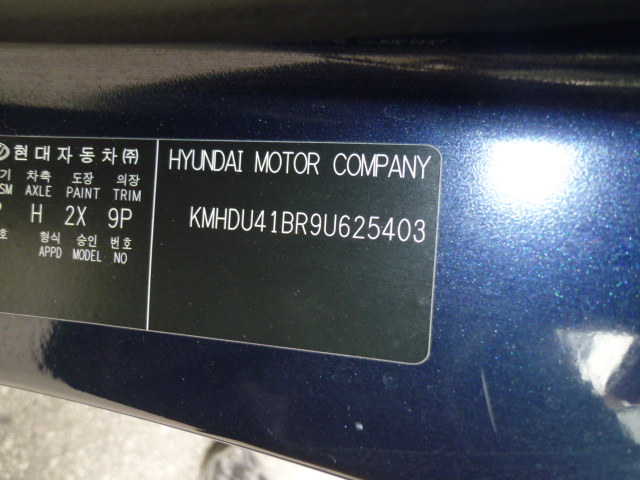 현대자동차㈜
기 차축 도장 의장
SM AXLE PAINT TRIM
H 2X 9P
호 형식 승인 번호
APPD MODEL NO
HYUNDAI MOTOR COMPANY
KMHDU41BR9U625403